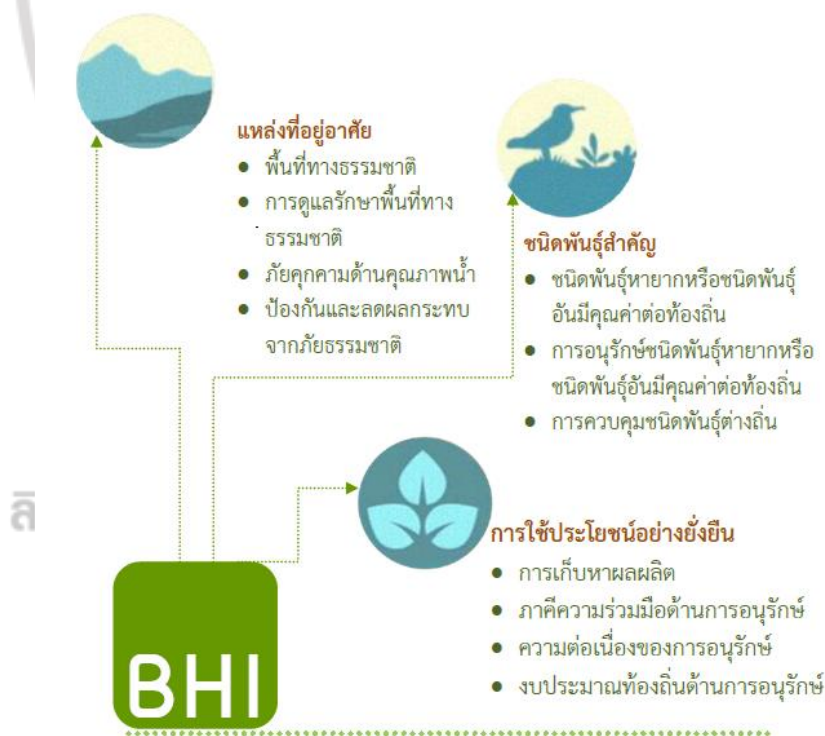 แหล่งที่อยู่อาศัย
● พื้นที่ทางธรรมชาติ
● การดูแลรักษาพื้นที่ทาง
ธรรมชาติ
● ภัยคุกคามด้านคุณภาพน้ำ
● ป้องกันและลดผลกระทบ
จากภัยธรรมชาติ
ชนิดพันธุ์สำคัญ
● ชนิดพันธุ์หายากหรือชนิดพันธุ์
อันมีคุณค่าต่อท้องถิ่น
● การอนุรักษ์ชนิดพันธุ์หายากหรือ
ชนิดพันธุ์อันมีคุณค่าต่อท้องถิ่น
● การควบคุมชนิดพันธุ์ต่างถิ่น
การใช้ประโยชน์อย่างยั่งยืน
● การเก็บหาผลผลิต
● ภาคีความร่วมมือด้านการอนุรักษ์
● ความต่อเนื่องของการอนุรักษ์
● งบประมาณท้องถิ่นด้านการอนุรักษ์
BHI